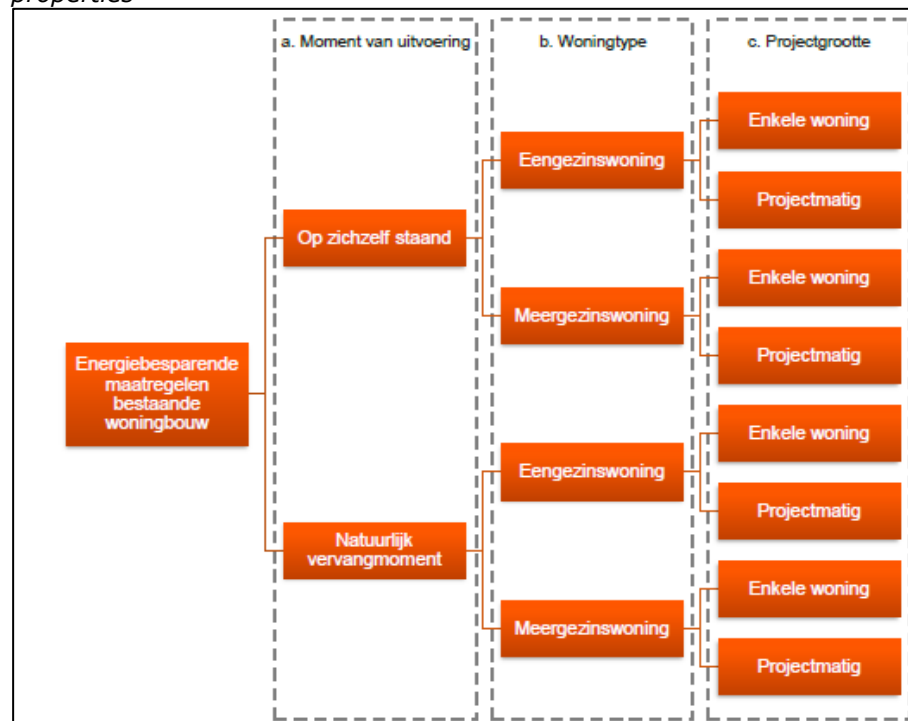 properties
a. Moment van uitvoering
b. Woningtype
c. Projectgrootte
Energiebesparende
maatregelen
bestaande
woningbouw
Op zichzelf staand
Eengezinswoning
Enkele woning
Projectmatig
Meergezinswoning
Enkele woning
Projectmatig
Natuurlijk
vervangmoment
Eengezinswoning
Enkele woning
Projectmatig
Meergezinswoning
Enkele woning
Projectmatig